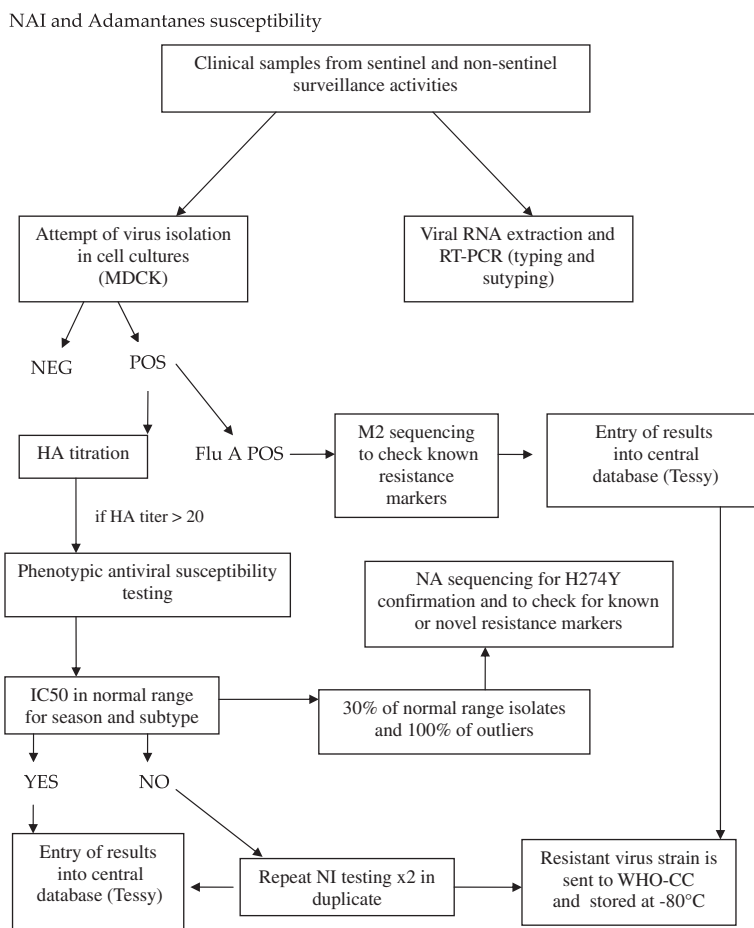 NAI and Adamantanes susceptibility
Clinical samples from sentinel and non-sentinel
surveillance activities
Attempt of virus isolation
in cell cultures
(MDCK)
Viral RNA extraction and
RT-PCR (typing and
sutyping)
NEG
POS
HA titration
Flu A POS
M2 sequencing
to check known
resistance
markers
Entry of results
into central
database (Tessy)
if HA titer > 20
Phenotypic antiviral susceptibility
testing
NA sequencing for H274Y
confirmation and to check for known
or novel resistance markers
IC50 in normal range
for season and subtype
30% of normal range isolates
and 100% of outliers
YES
NO
Entry of results
into central
database (Tessy)
Repeat NI testing x2 in
duplicate
Resistant virus strain is
sent to WHO-CC
and stored at -80°C